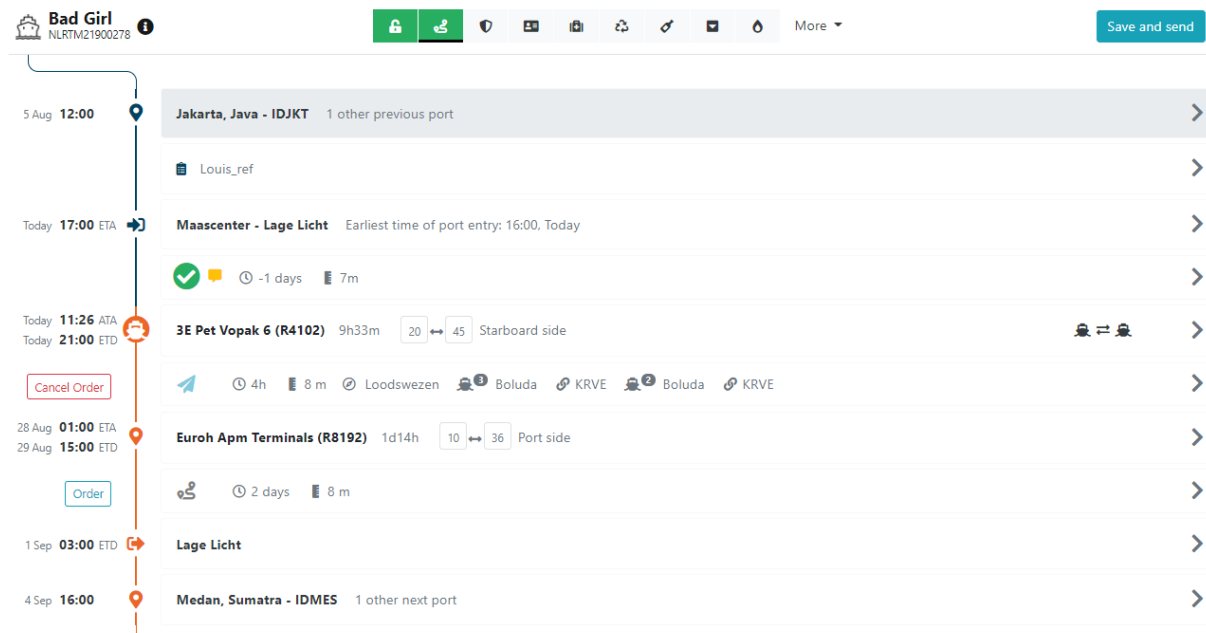 Bad Girl
NLRTM21900278
More
Save and send
5 Aug 12:00
Jakarta, Java - IDJKT 1 other previous port
Louis_ref
Today 17:00 ETA
Maascenter - Lage Licht Earliest time of port entry: 16:00, Today
-1 days 7m
Today 11:26 ATA
Today 21:00 ETD
3E Pet Vopak 6 (R4102) 9h33m 20 45 Starboard side
Cancel Order
4h 8 m Loodswezen 3 Boluda KRVE 2 Boluda KRVE
28 Aug 01:00 ETA
29 Aug 15:00 ETD
Euroh Apm Terminals (R8192) 1d14h 10 36 Port side
Order
2 days 8 m
1 Sep 03:00 ETD
Lage Licht
4 Sep 16:00
Medan, Sumatra - IDMES 1 other next port